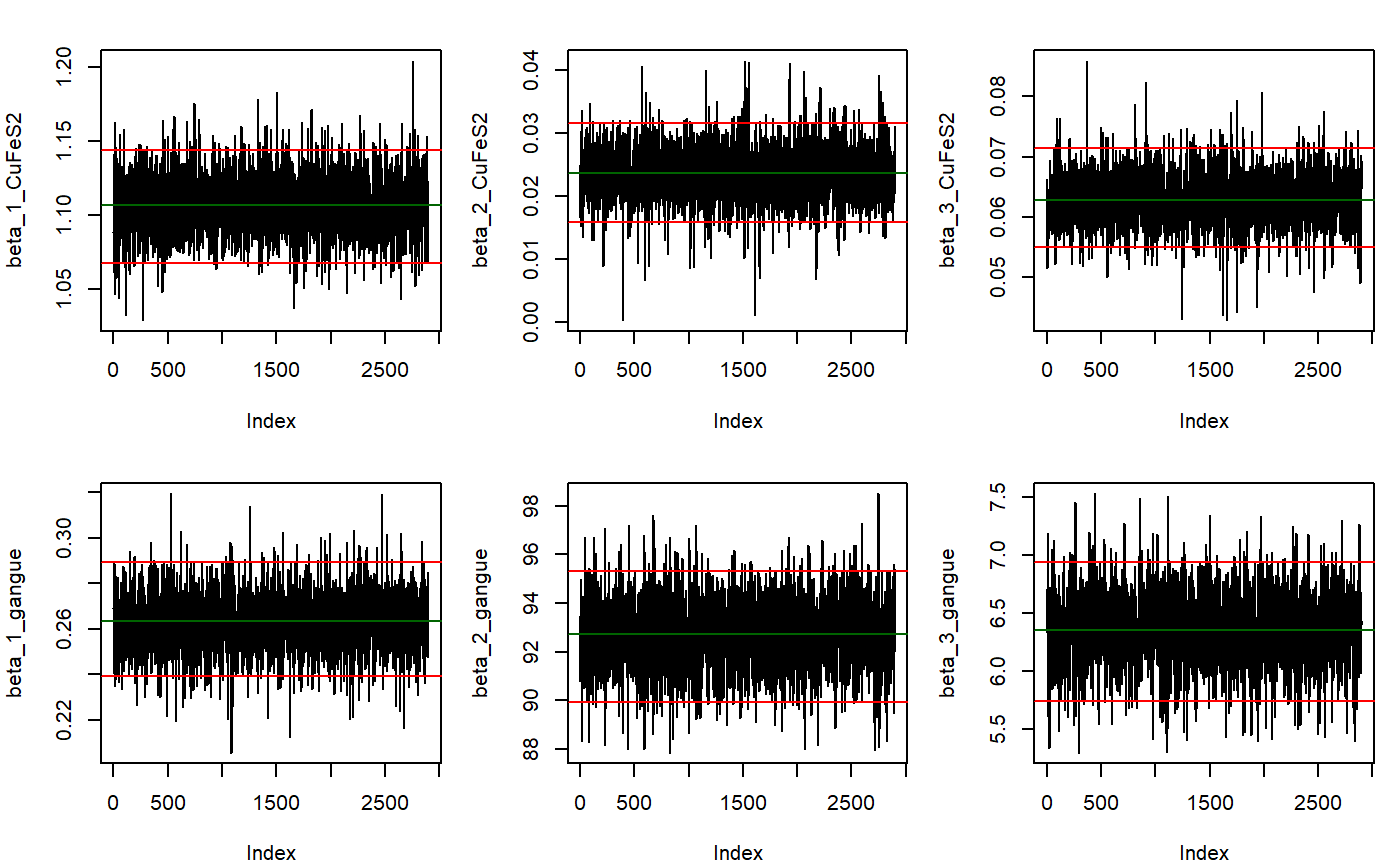 beta_1_CuFeS2
1.05 1.10 1.15 1.20
0 500 1500 2500
Index
beta_2_CuFeS2
0.00 0.01 0.02 0.03 0.04
0 500 1500 2500
Index
beta_3_CuFeS2
0.05 0.06 0.07 0.08
0 500 1500 2500
Index
beta_1_gangue
0.22 0.26 0.30
0 500 1500 2500
Index
beta_2_gangue
88 90 92 94 96 98
0 500 1500 2500
Index
beta_3_gangue
5.5 6.0 6.5 7.0 7.5
0 500 1500 2500
Index